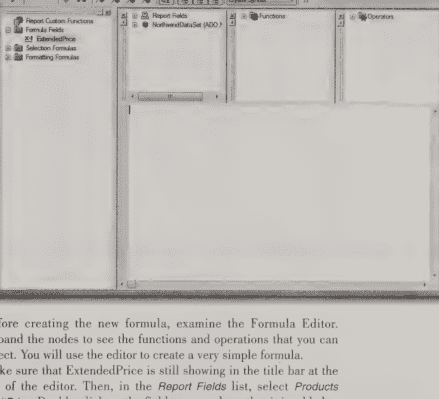 Report Custom Functions
Formula Fields
ExtendedPrice
Selection Formulas
Formatting Formulas
Report Fields
NorthwindDataSet (ADO.N
Functions
Operators
fore creating the new formula, examine the Formula Editor.
pand the nodes to see the functions and operations that you can
ect. You will use the editor to create a very simple formula.
ke sure that ExtendedPrice is still showing in the title bar at the
of the editor. Then, in the Report Fields list, select Products